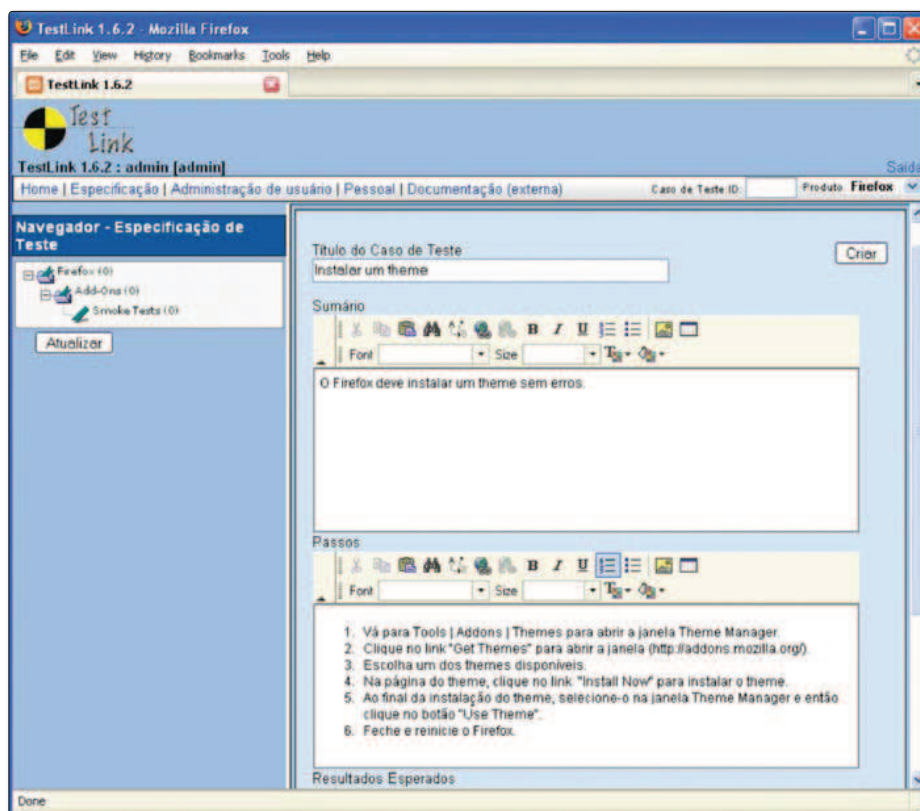 TestLink 1.6.2 - Mozilla Firefox
File Edit View History Bookmarks Tools Help
TestLink 1.6.2
Test
Link
TestLink 1.6.2 : admin [admin]
Saída
Home | Especificação | Administração de usuário | Pessoal | Documentação (externa) Caso de Teste ID: Produto Firefox
Navegador - Especificação de
Teste
Firefox (0)
Add-Ons (0)
Smoke Tests (0)
Atualizar
Título do Caso de Teste
Criar
Instalar um theme
Sumário
B I U
Font Size
O Firefox deve instalar um theme sem erros.
Passos
B I U
Font Size
1. Vá para Tools | Addons | Themes para abrir a janela Theme Manager.
2. Clique no link "Get Themes" para abrir a janela (http://addons.mozilla.org/).
3. Escolha um dos themes disponíveis.
4. Na página do theme, clique no link "Install Now" para instalar o theme.
5. Ao final da instalação do theme, selecione-o na janela Theme Manager e então
clique no botão "Use Theme".
6. Feche e reinicie o Firefox.
Resultados Esperados
Done